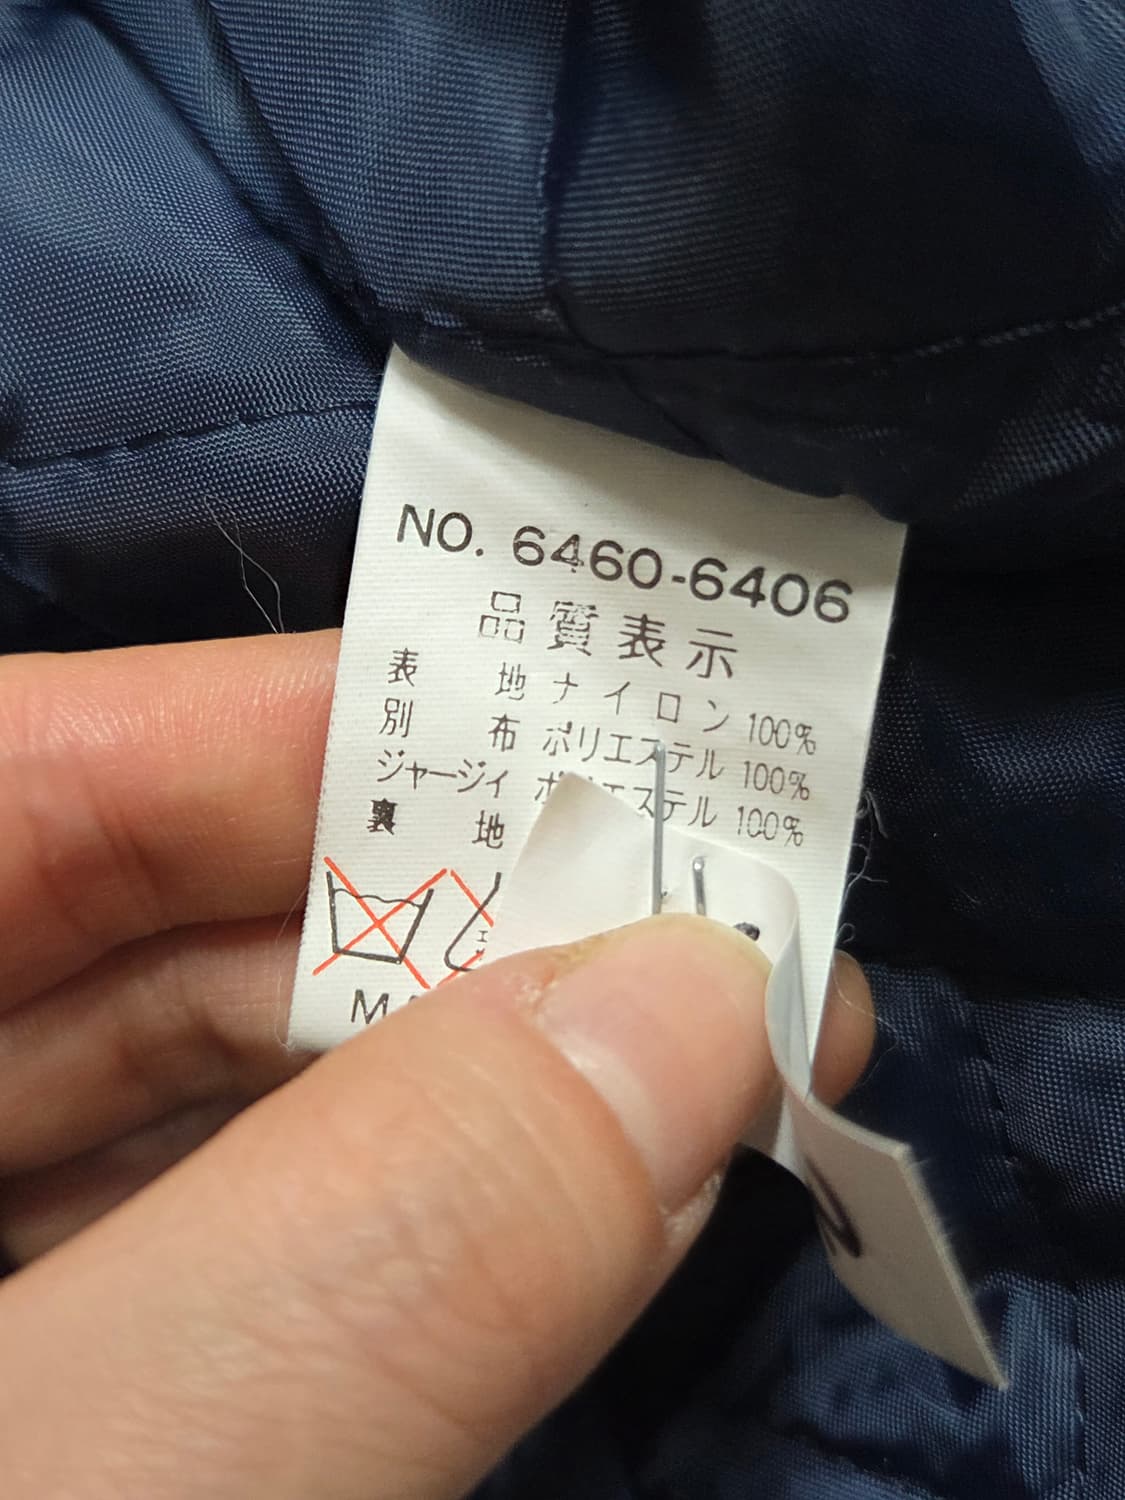 NO. 6460-6406
品質表示
表地 ナイロン 100%
別布 ポリエステル 100%
ジャージィ ポリエステル 100%
裏地